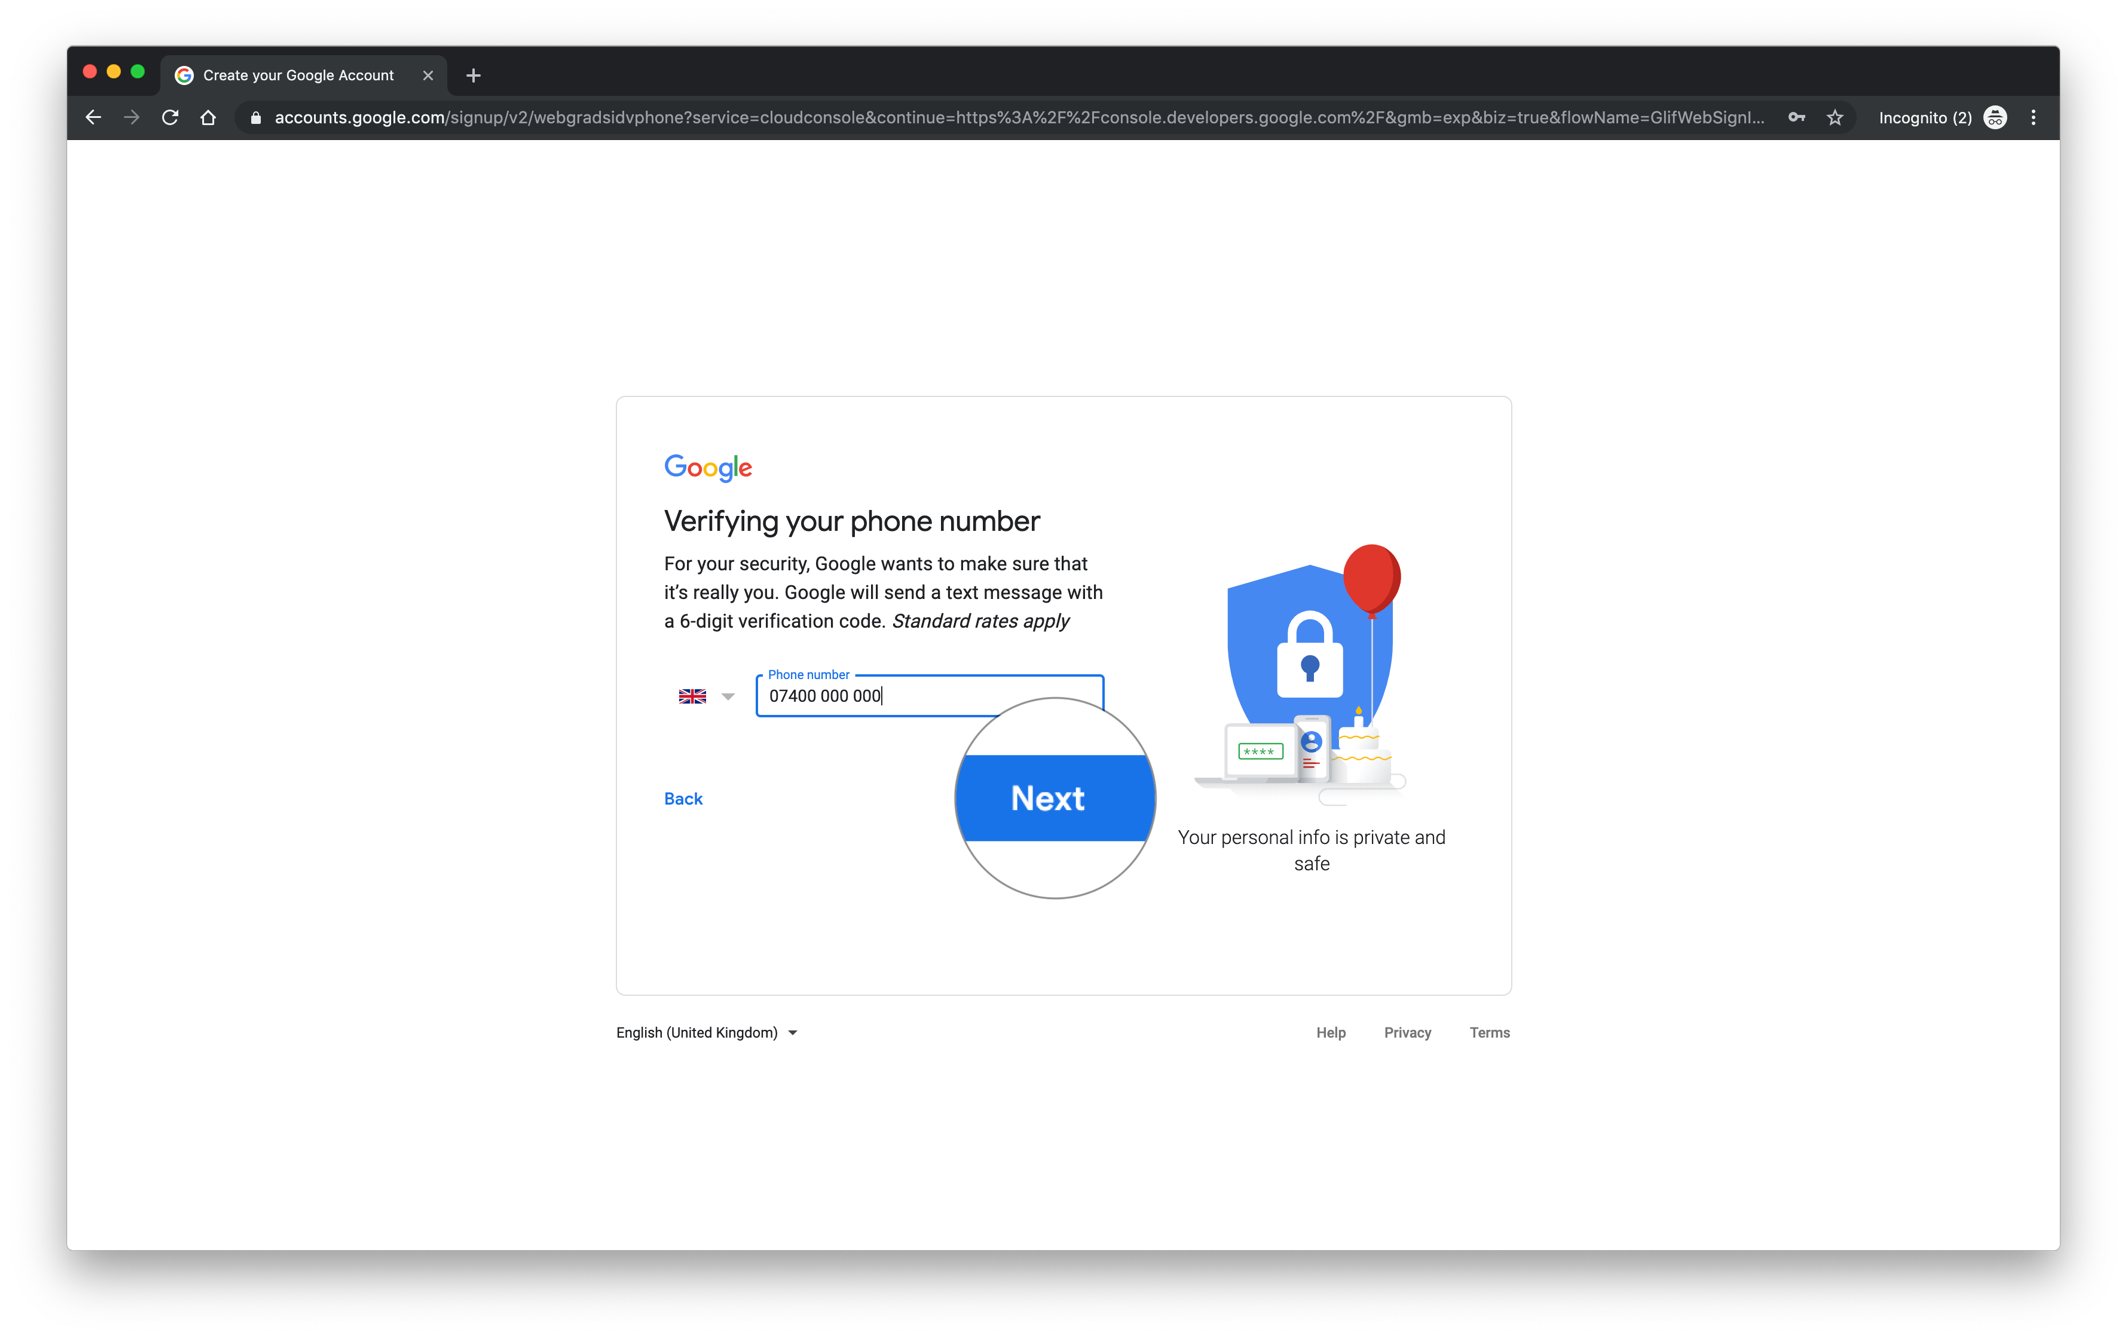 Create your Google Account
accounts.google.com/signup/v2/webgradsidvphone?service=cloudconsole&continue=https%3A%2F%2Fconsole.developers.google.com%2F&gmb=exp&biz=true&flowName=GlifWebSignI...
Incognito (2)
Google
Verifying your phone number
For your security, Google wants to make sure that
it's really you. Google will send a text message with
a 6-digit verification code. Standard rates apply
Phone number
07400 000 000
Back
Next
****
Your personal info is private and
safe
English (United Kingdom)
Help Privacy Terms